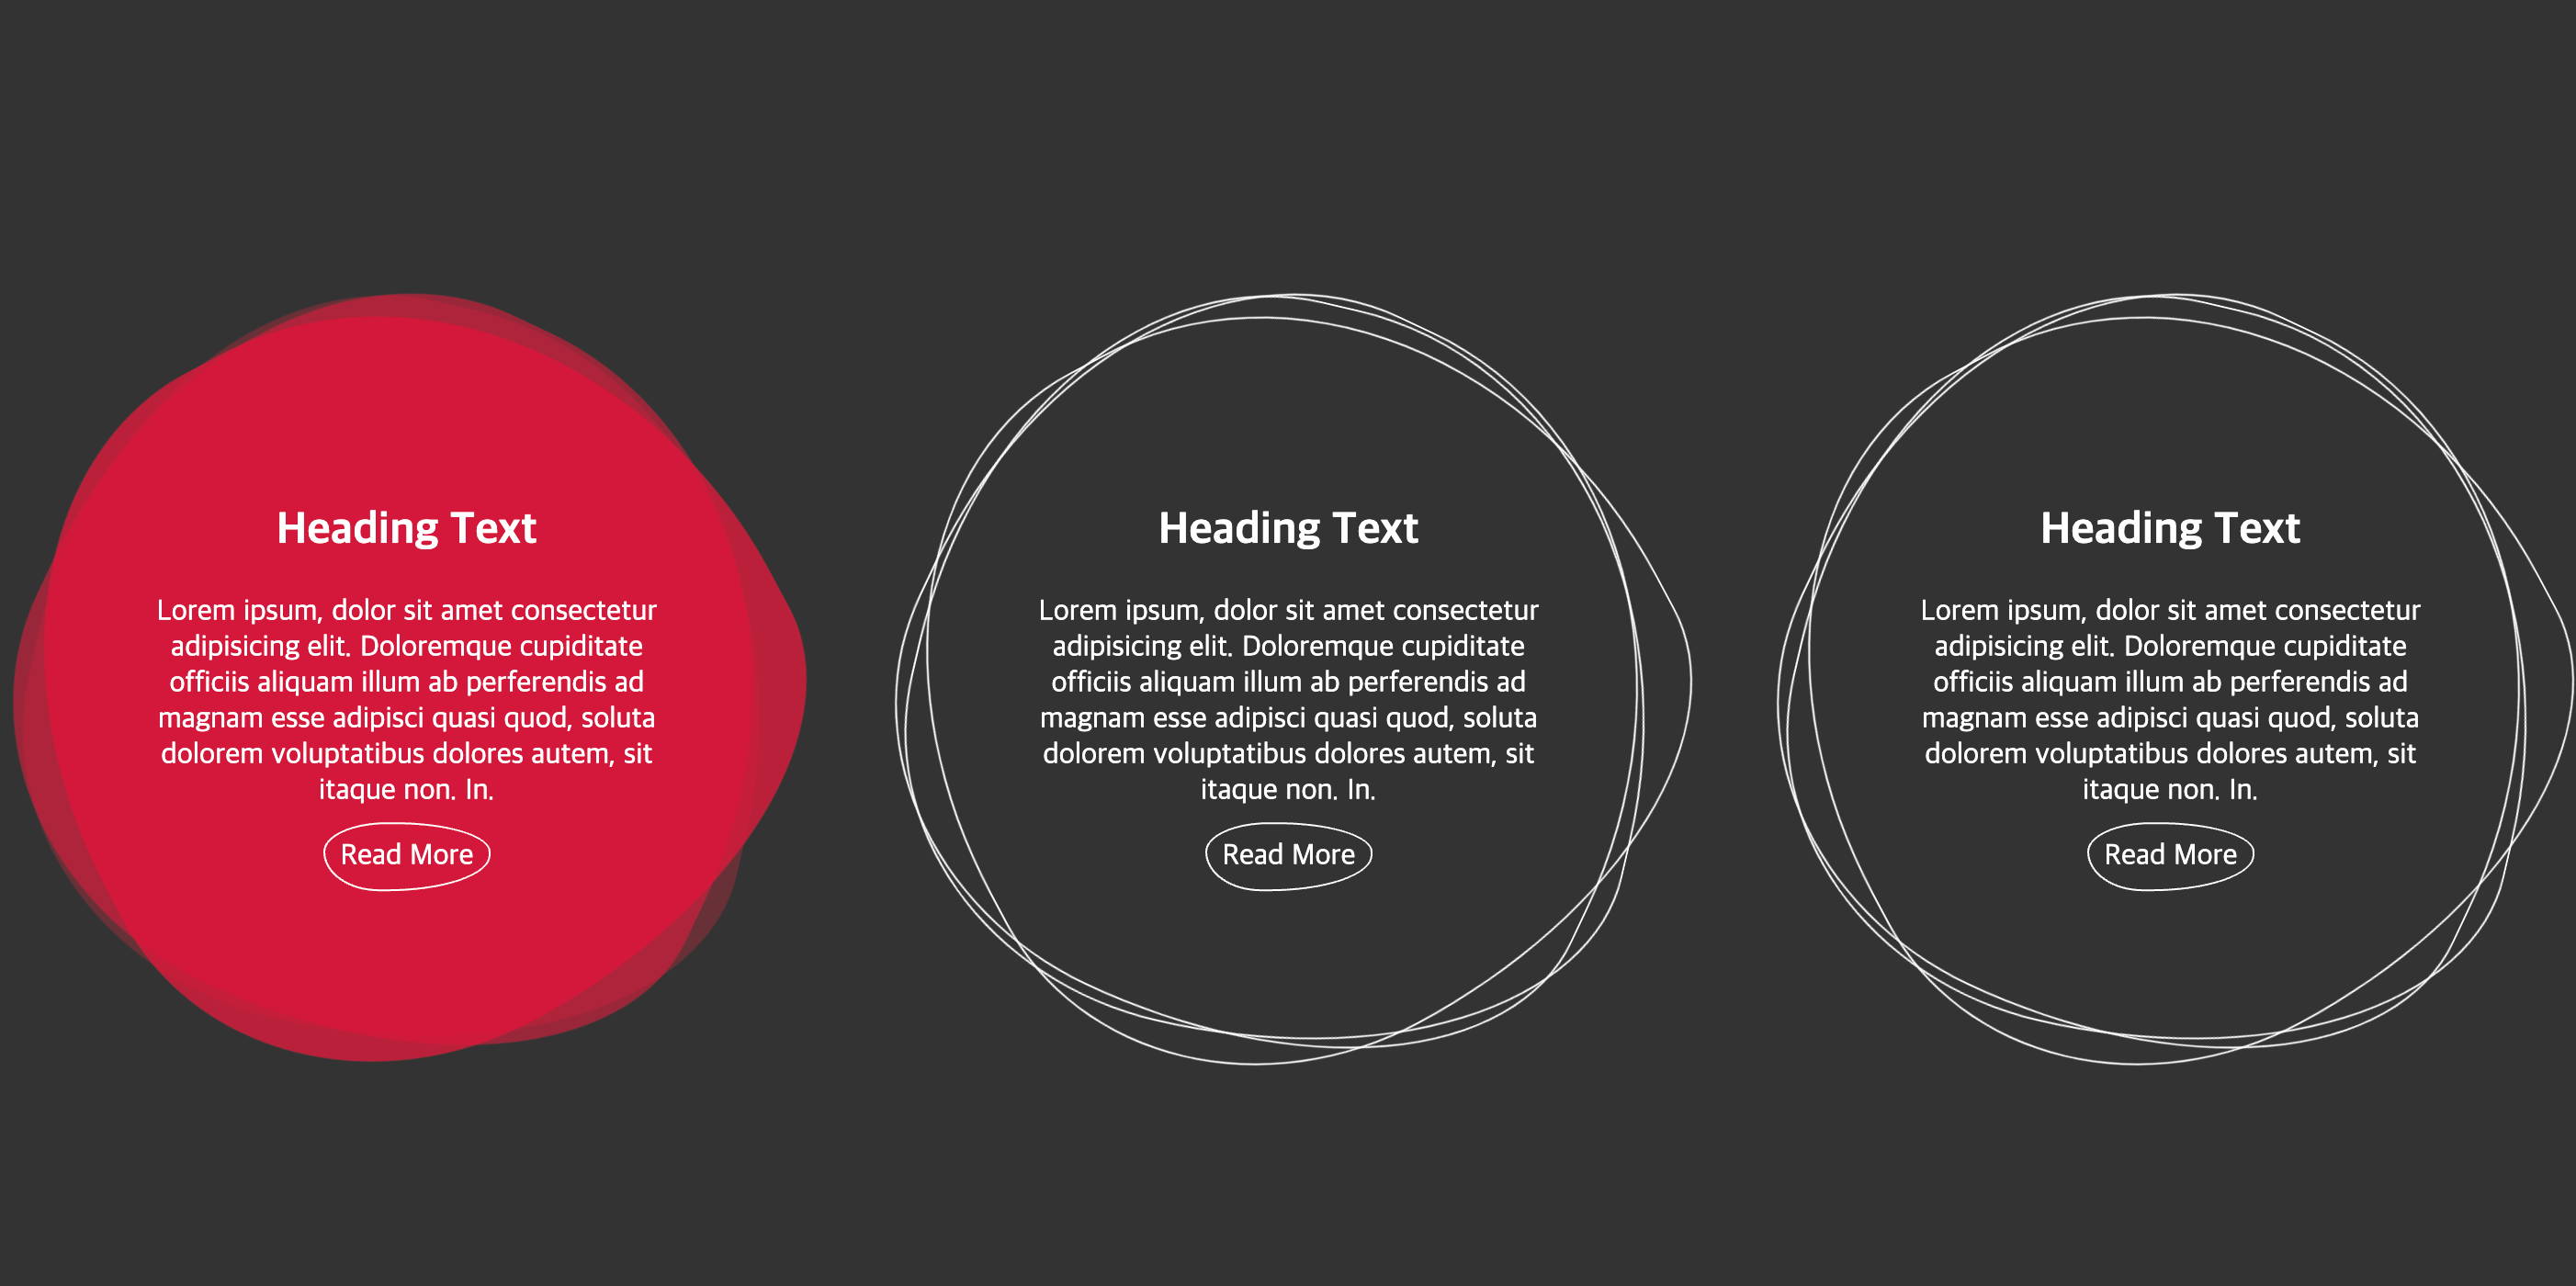 Heading Text
Lorem ipsum, dolor sit amet consectetur
adipisicing elit. Doloremque cupiditate
officiis aliquam illum ab perferendis ad
magnam esse adipisci quasi quod, soluta
dolorem voluptatibus dolores autem, sit
itaque non. In.
Read More
Heading Text
Lorem ipsum, dolor sit amet consectetur
adipisicing elit. Doloremque cupiditate
officiis aliquam illum ab perferendis ad
magnam esse adipisci quasi quod, soluta
dolorem voluptatibus dolores autem, sit
itaque non. In.
Read More
Heading Text
Lorem ipsum, dolor sit amet consectetur
adipisicing elit. Doloremque cupiditate
officiis aliquam illum ab perferendis ad
magnam esse adipisci quasi quod, soluta
dolorem voluptatibus dolores autem, sit
itaque non. In.
Read More